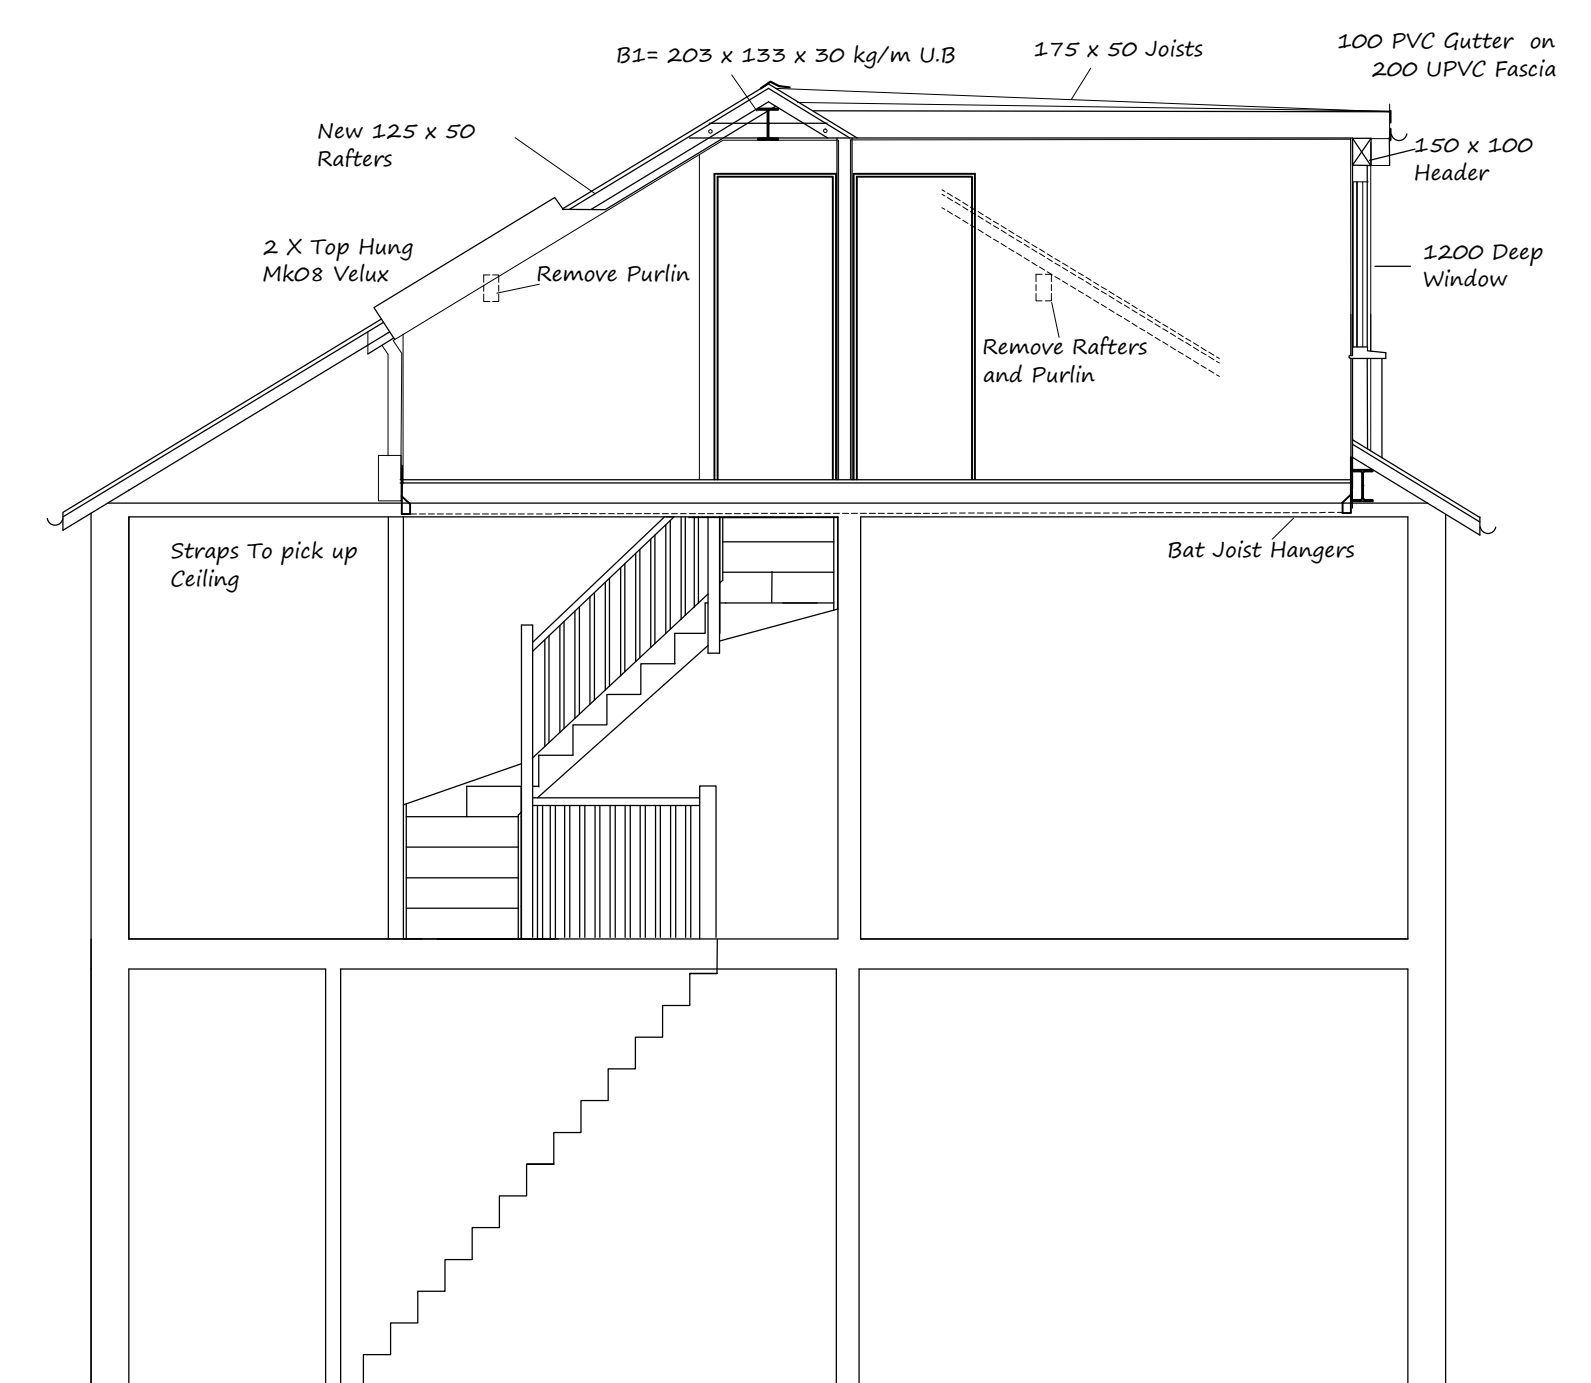 B1= 203 x 133 x 30 kg/m U.B
175 x 50 Joists
100 PVC Gutter on
200 UPVC Fascia
New 125 x 50
Rafters
150 x 100
Header
2 X Top Hung
Mk08 Velux
Remove Purlin
1200 Deep
Window
Remove Rafters
and Purlin
Straps To pick up
Ceiling
Bat Joist Hangers